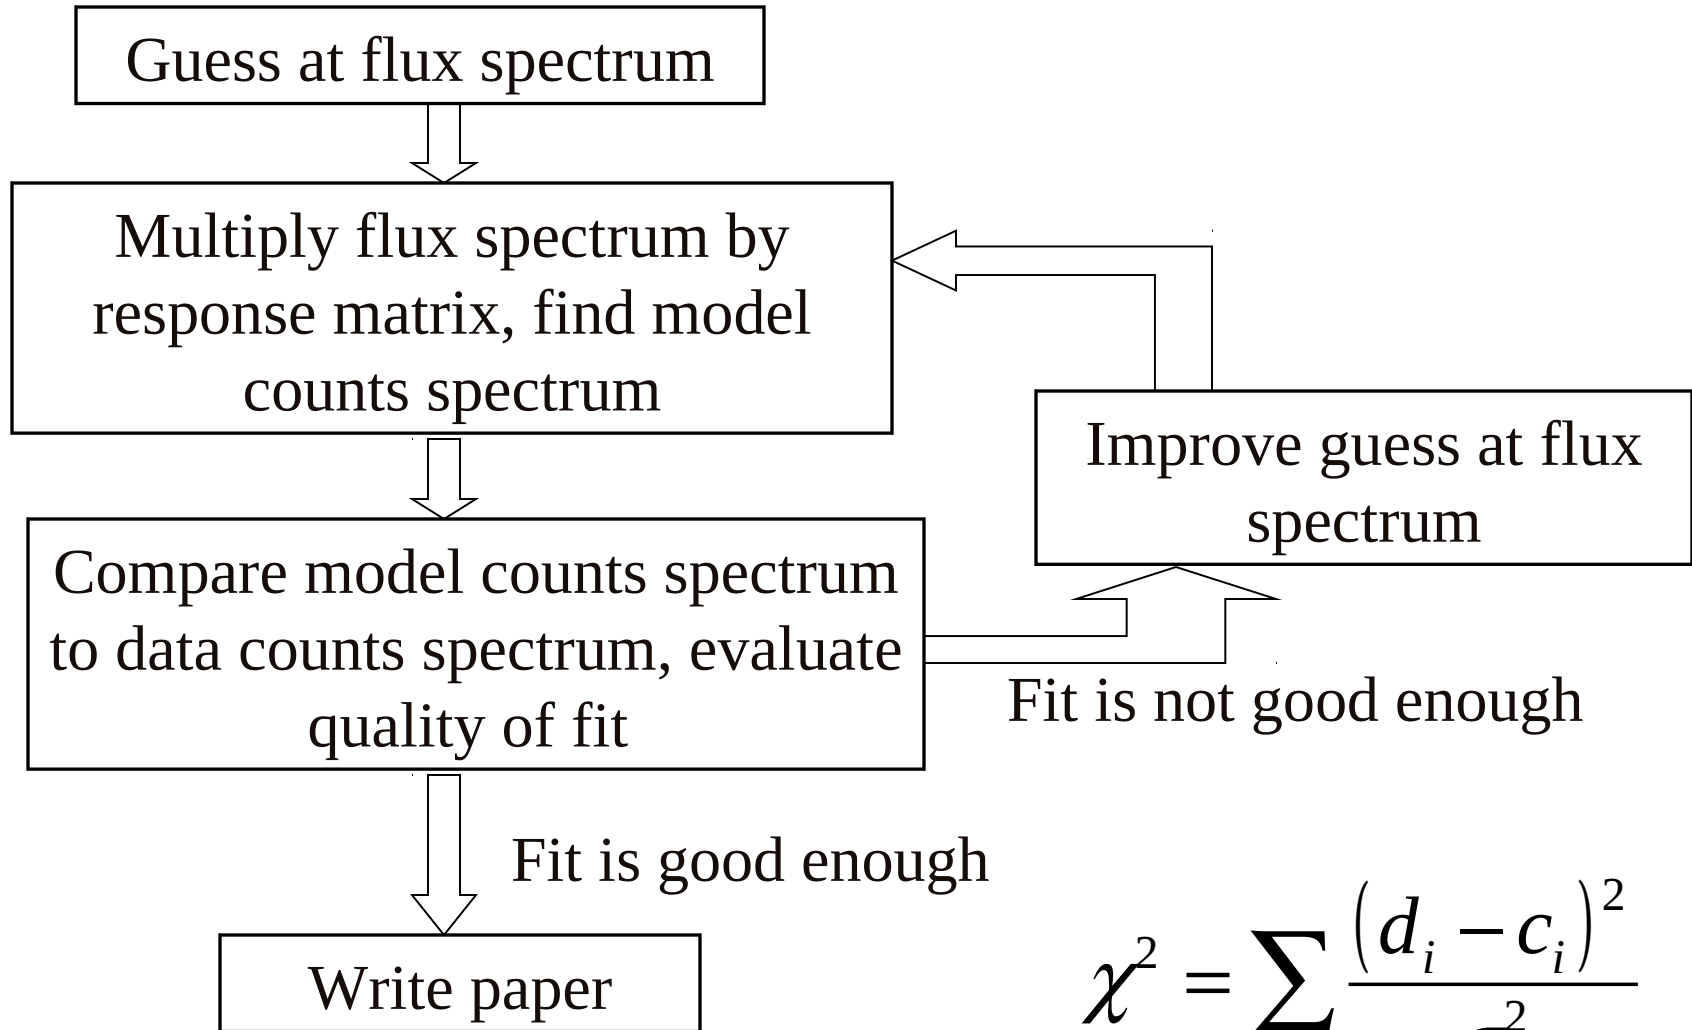 Guess at flux spectrum
Multiply flux spectrum by
response matrix, find model
counts spectrum
Improve guess at flux
spectrum
Compare model counts spectrum
to data counts spectrum, evaluate
quality of fit
Fit is not good enough
Fit is good enough
Write paper
χ² = ∑ (dᵢ − cᵢ)²